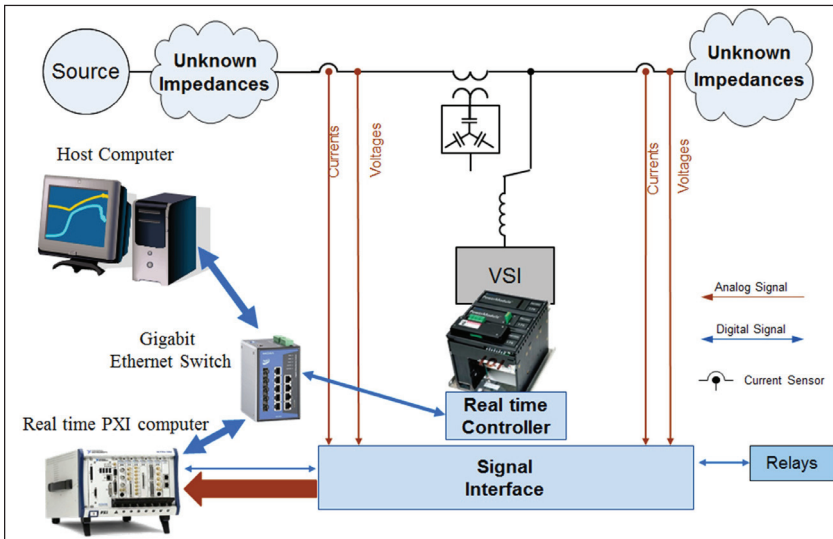 Source
Unknown
Impedances
Unknown
Impedances
Currents
Voltages
Currents
Voltages
Host Computer
VSI
Analog Signal
Digital Signal
Current Sensor
Gigabit
Ethernet Switch
Real time
Controller
Real time PXI computer
Signal
Interface
Relays
PXI